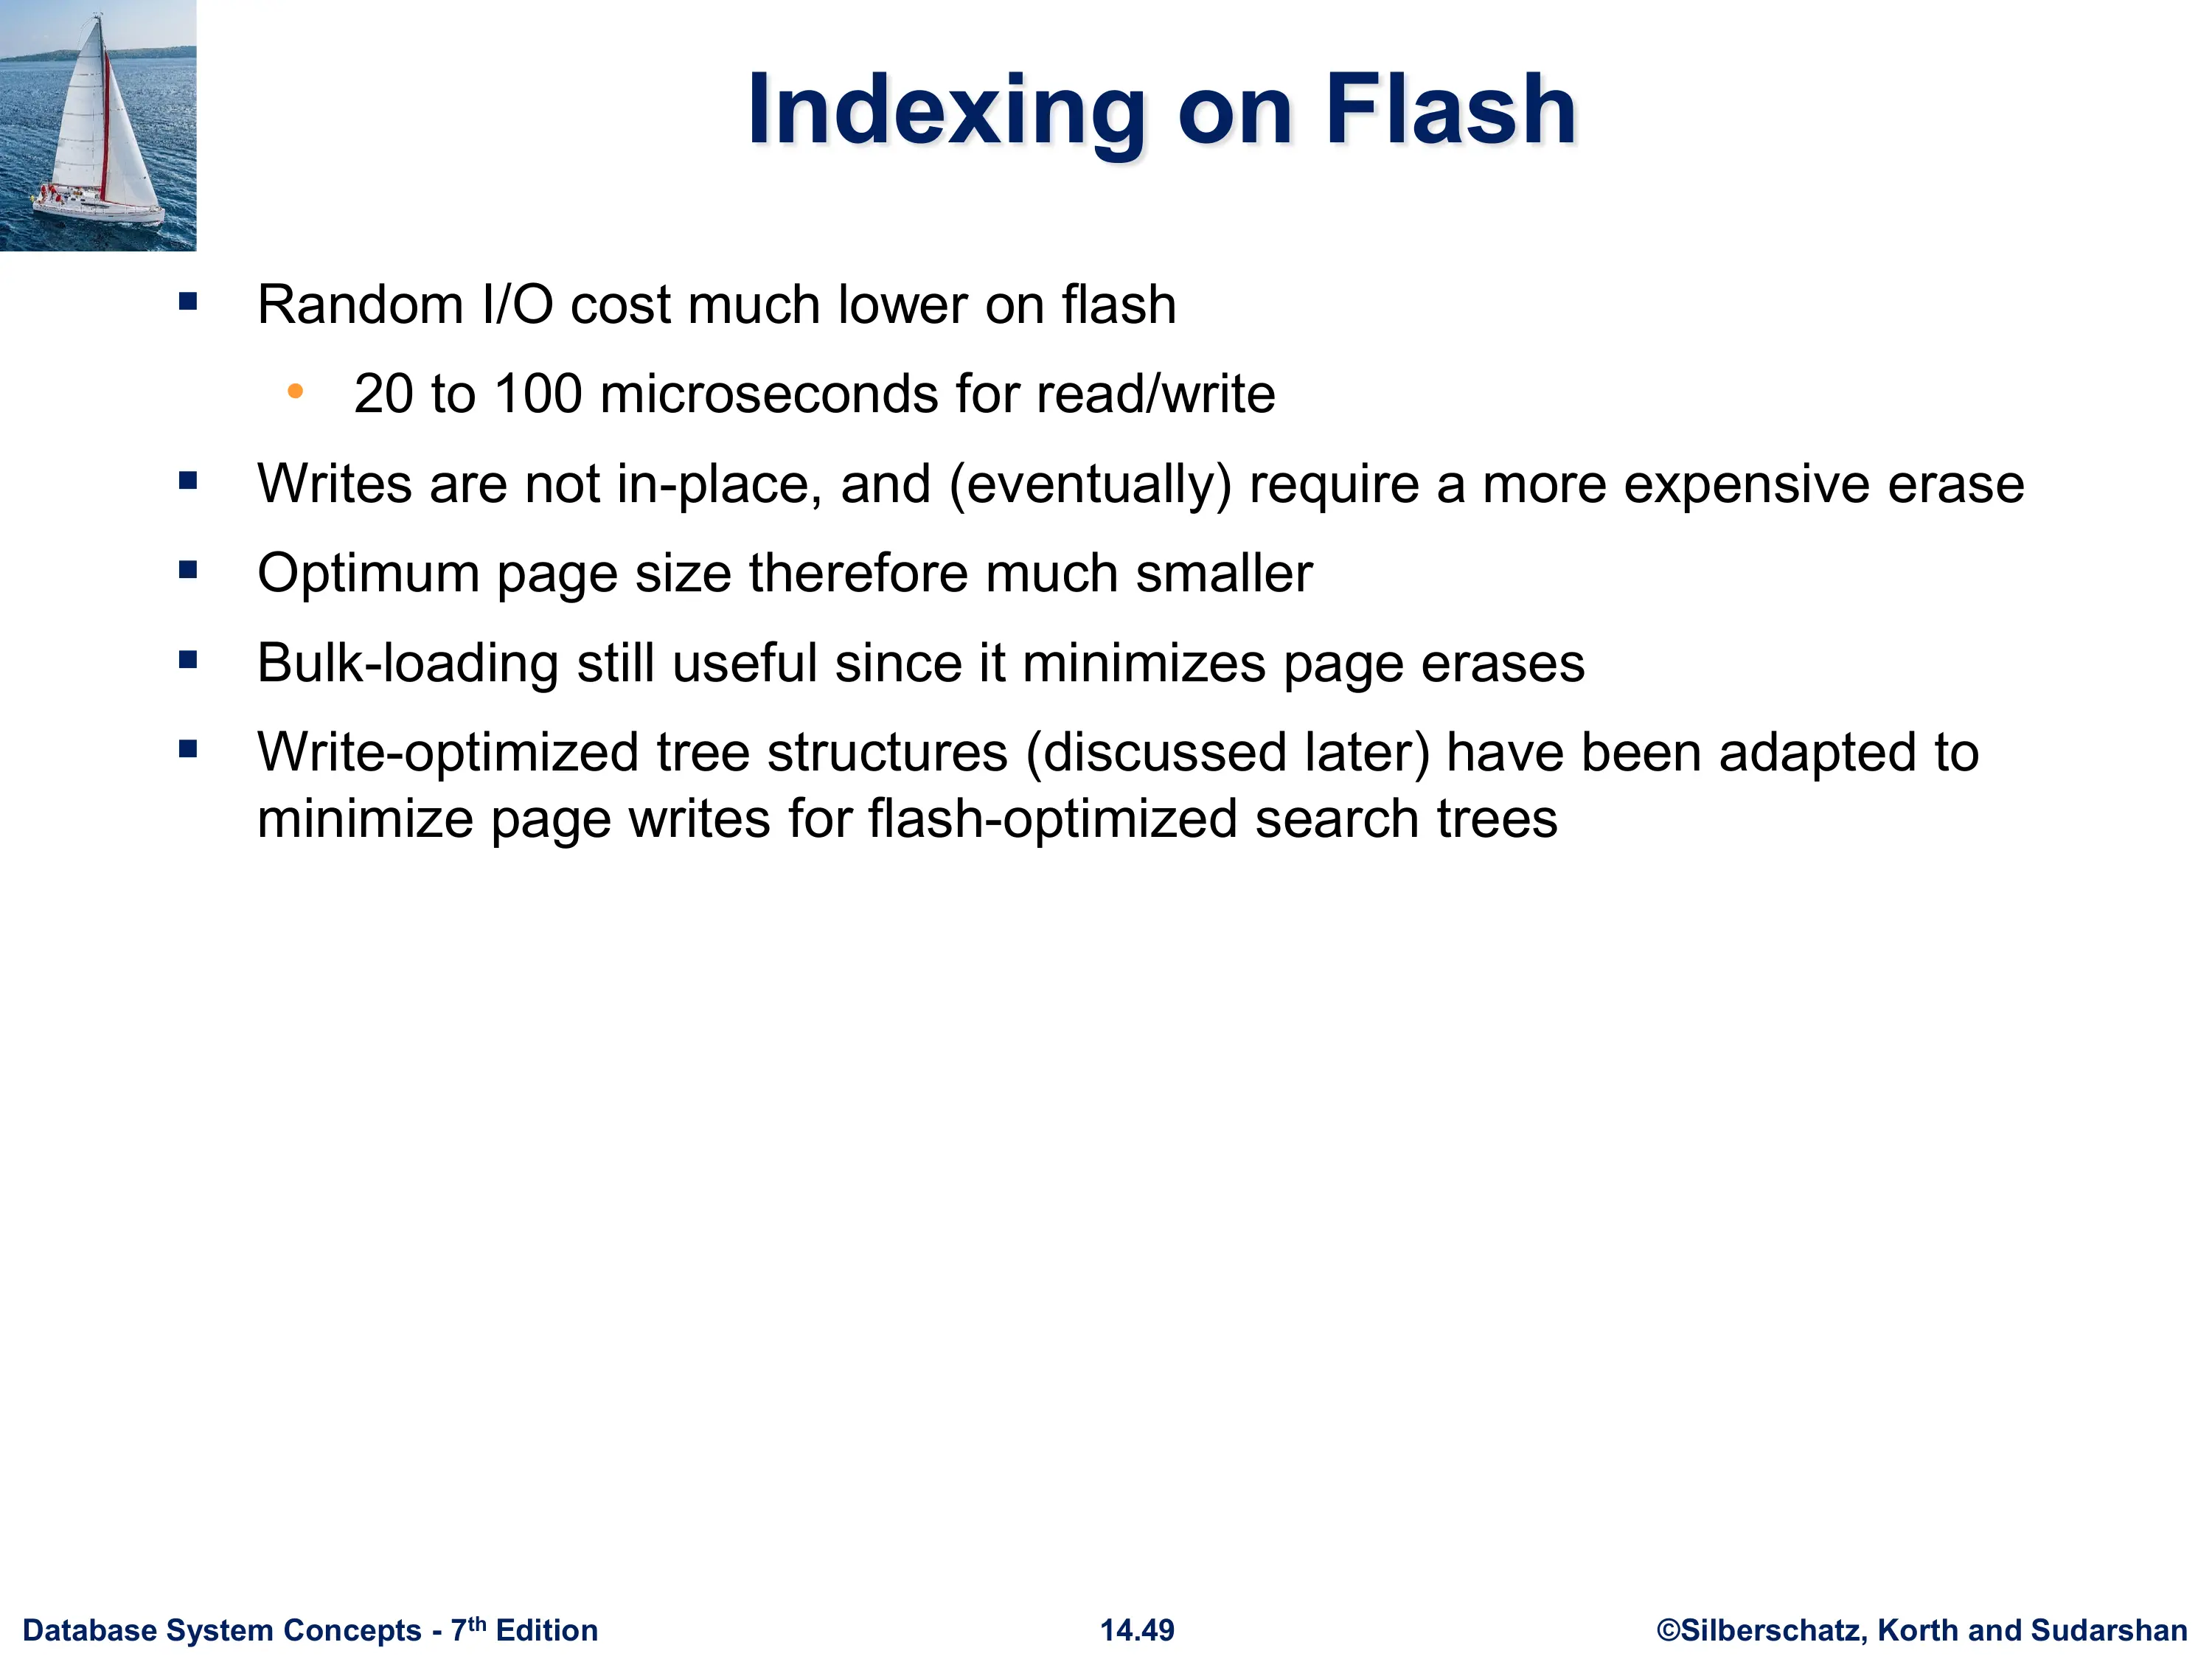 Indexing on Flash
Random I/O cost much lower on flash
20 to 100 microseconds for read/write
Writes are not in-place, and (eventually) require a more expensive erase
Optimum page size therefore much smaller
Bulk-loading still useful since it minimizes page erases
Write-optimized tree structures (discussed later) have been adapted to
minimize page writes for flash-optimized search trees
Database System Concepts - 7th Edition
14.49
©Silberschatz, Korth and Sudarshan